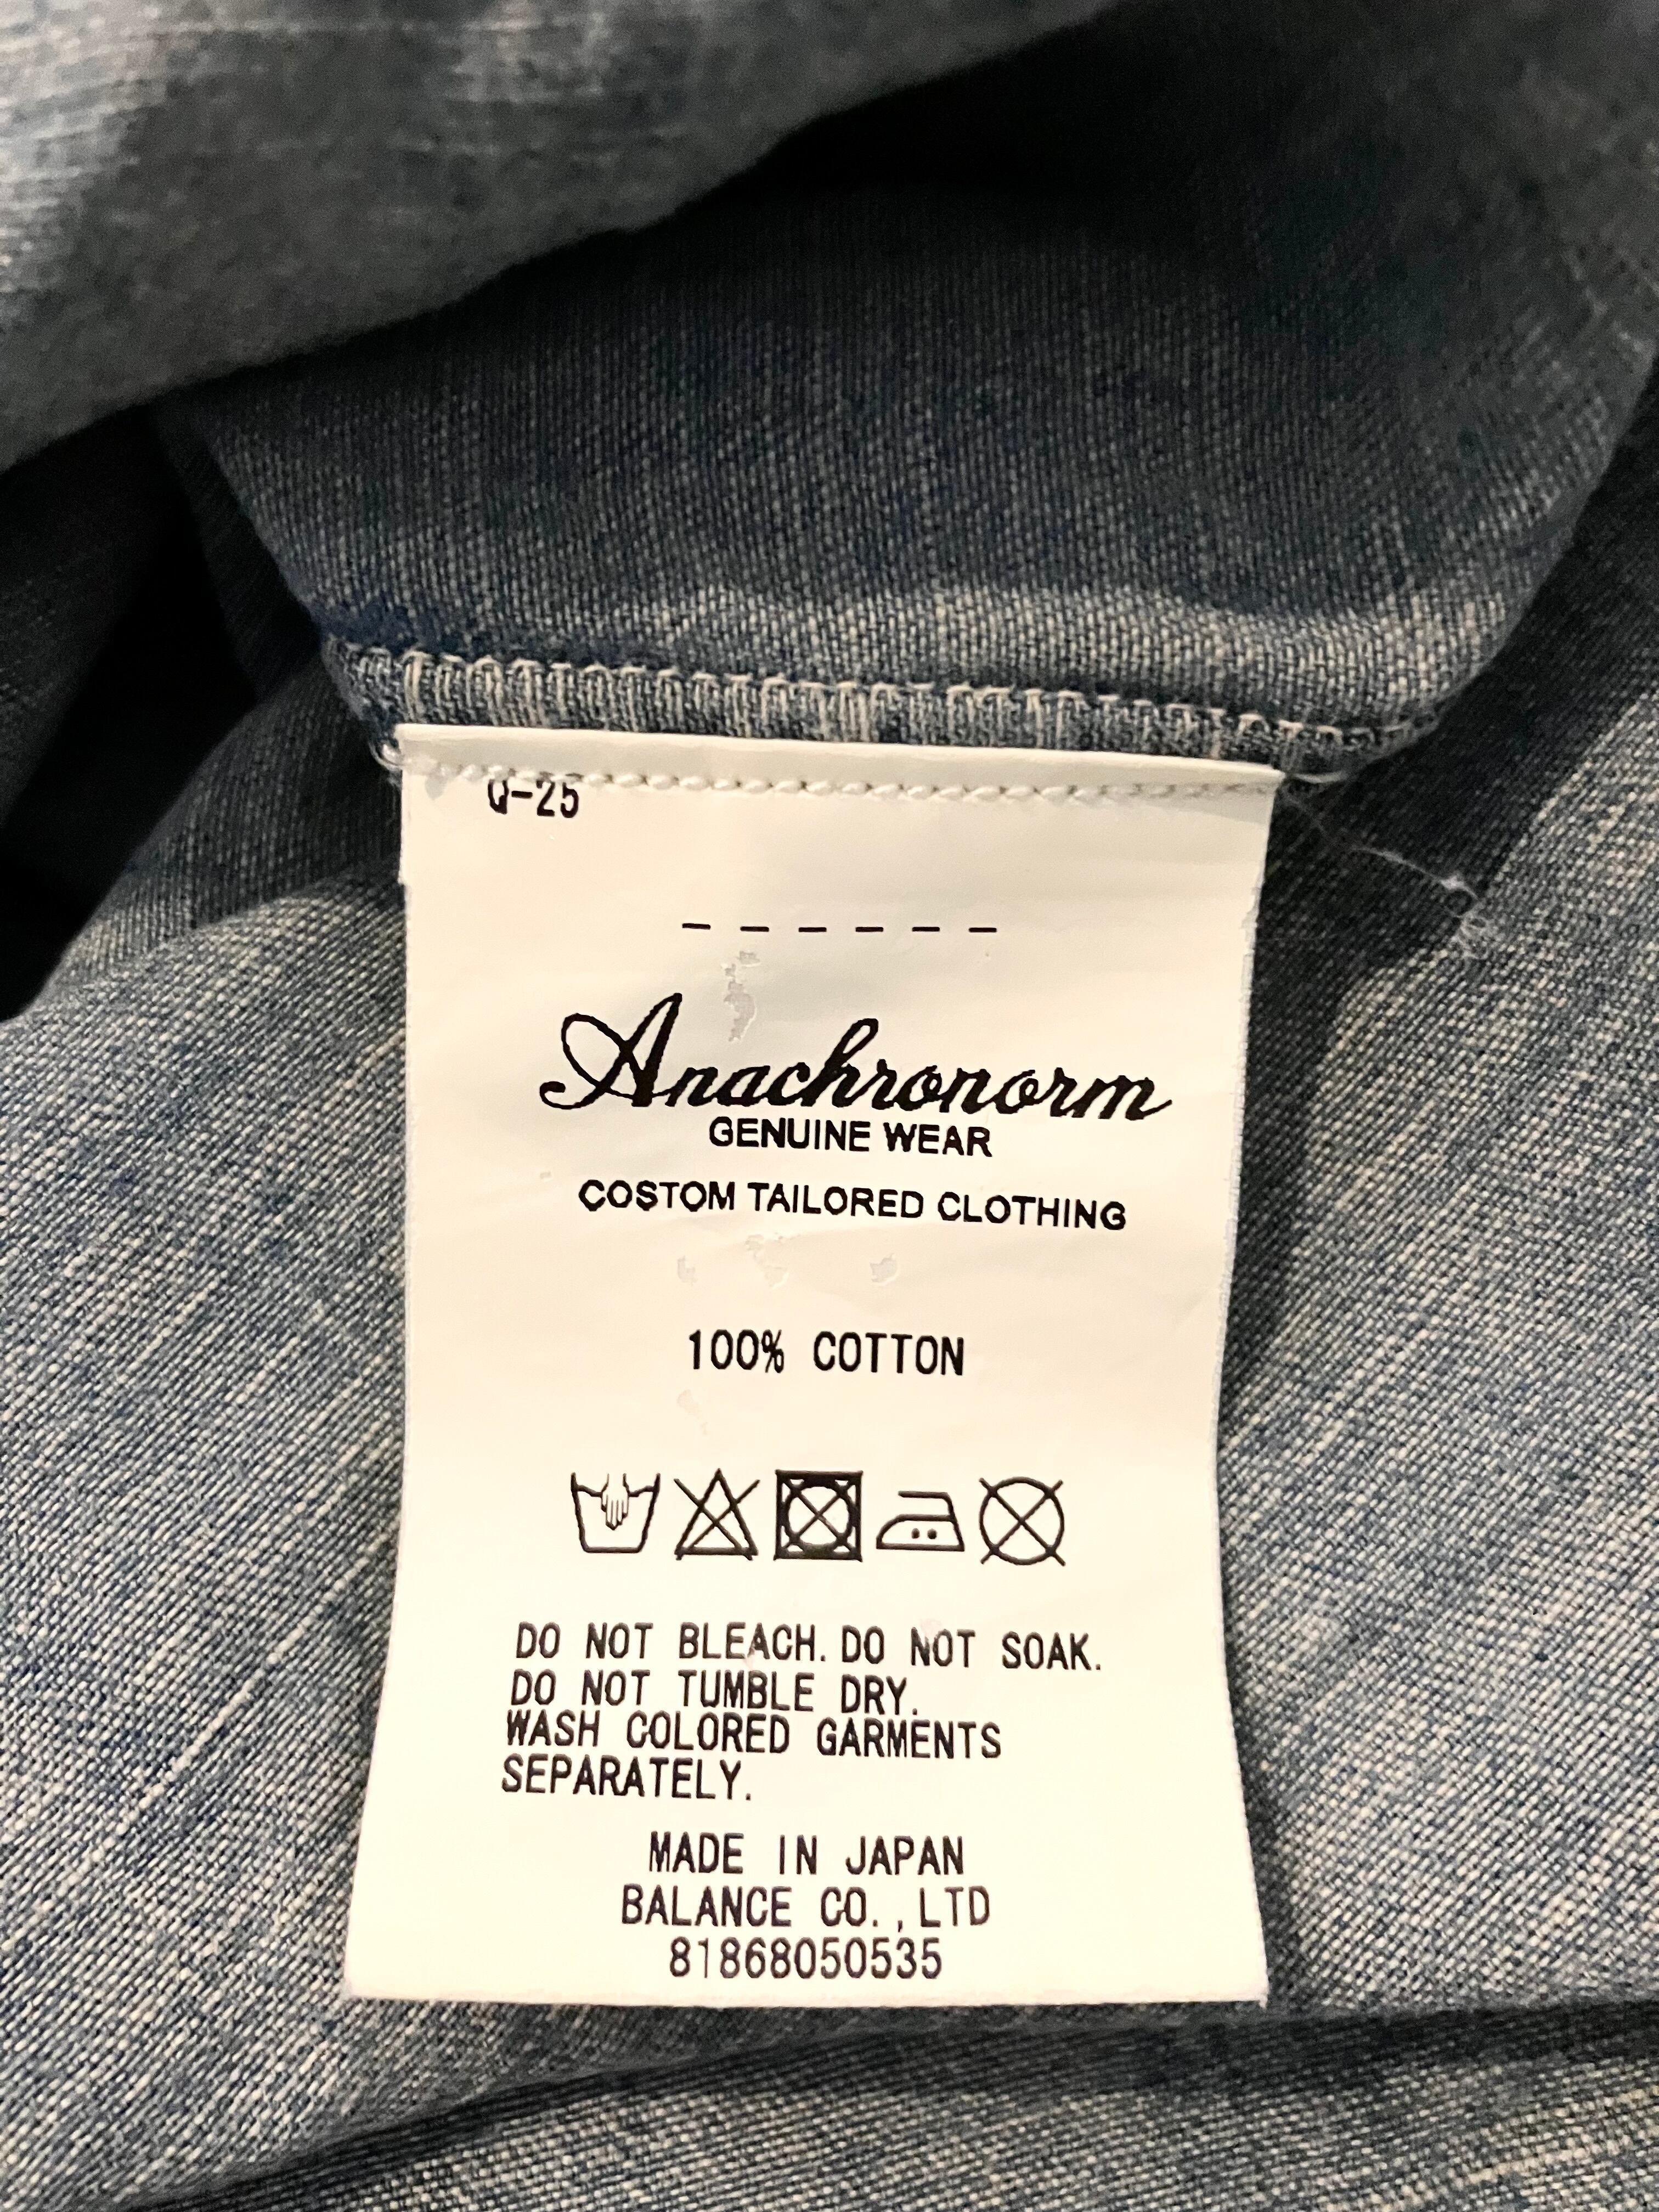 Q-25
- - - - - -
Anachronorm
GENUINE WEAR
COSTOM TAILORED CLOTHING
100% COTTON
DO NOT BLEACH. DO NOT SOAK.
DO NOT TUMBLE DRY.
WASH COLORED GARMENTS
SEPARATELY.
MADE IN JAPAN
BALANCE CO.,LTD
81868050535